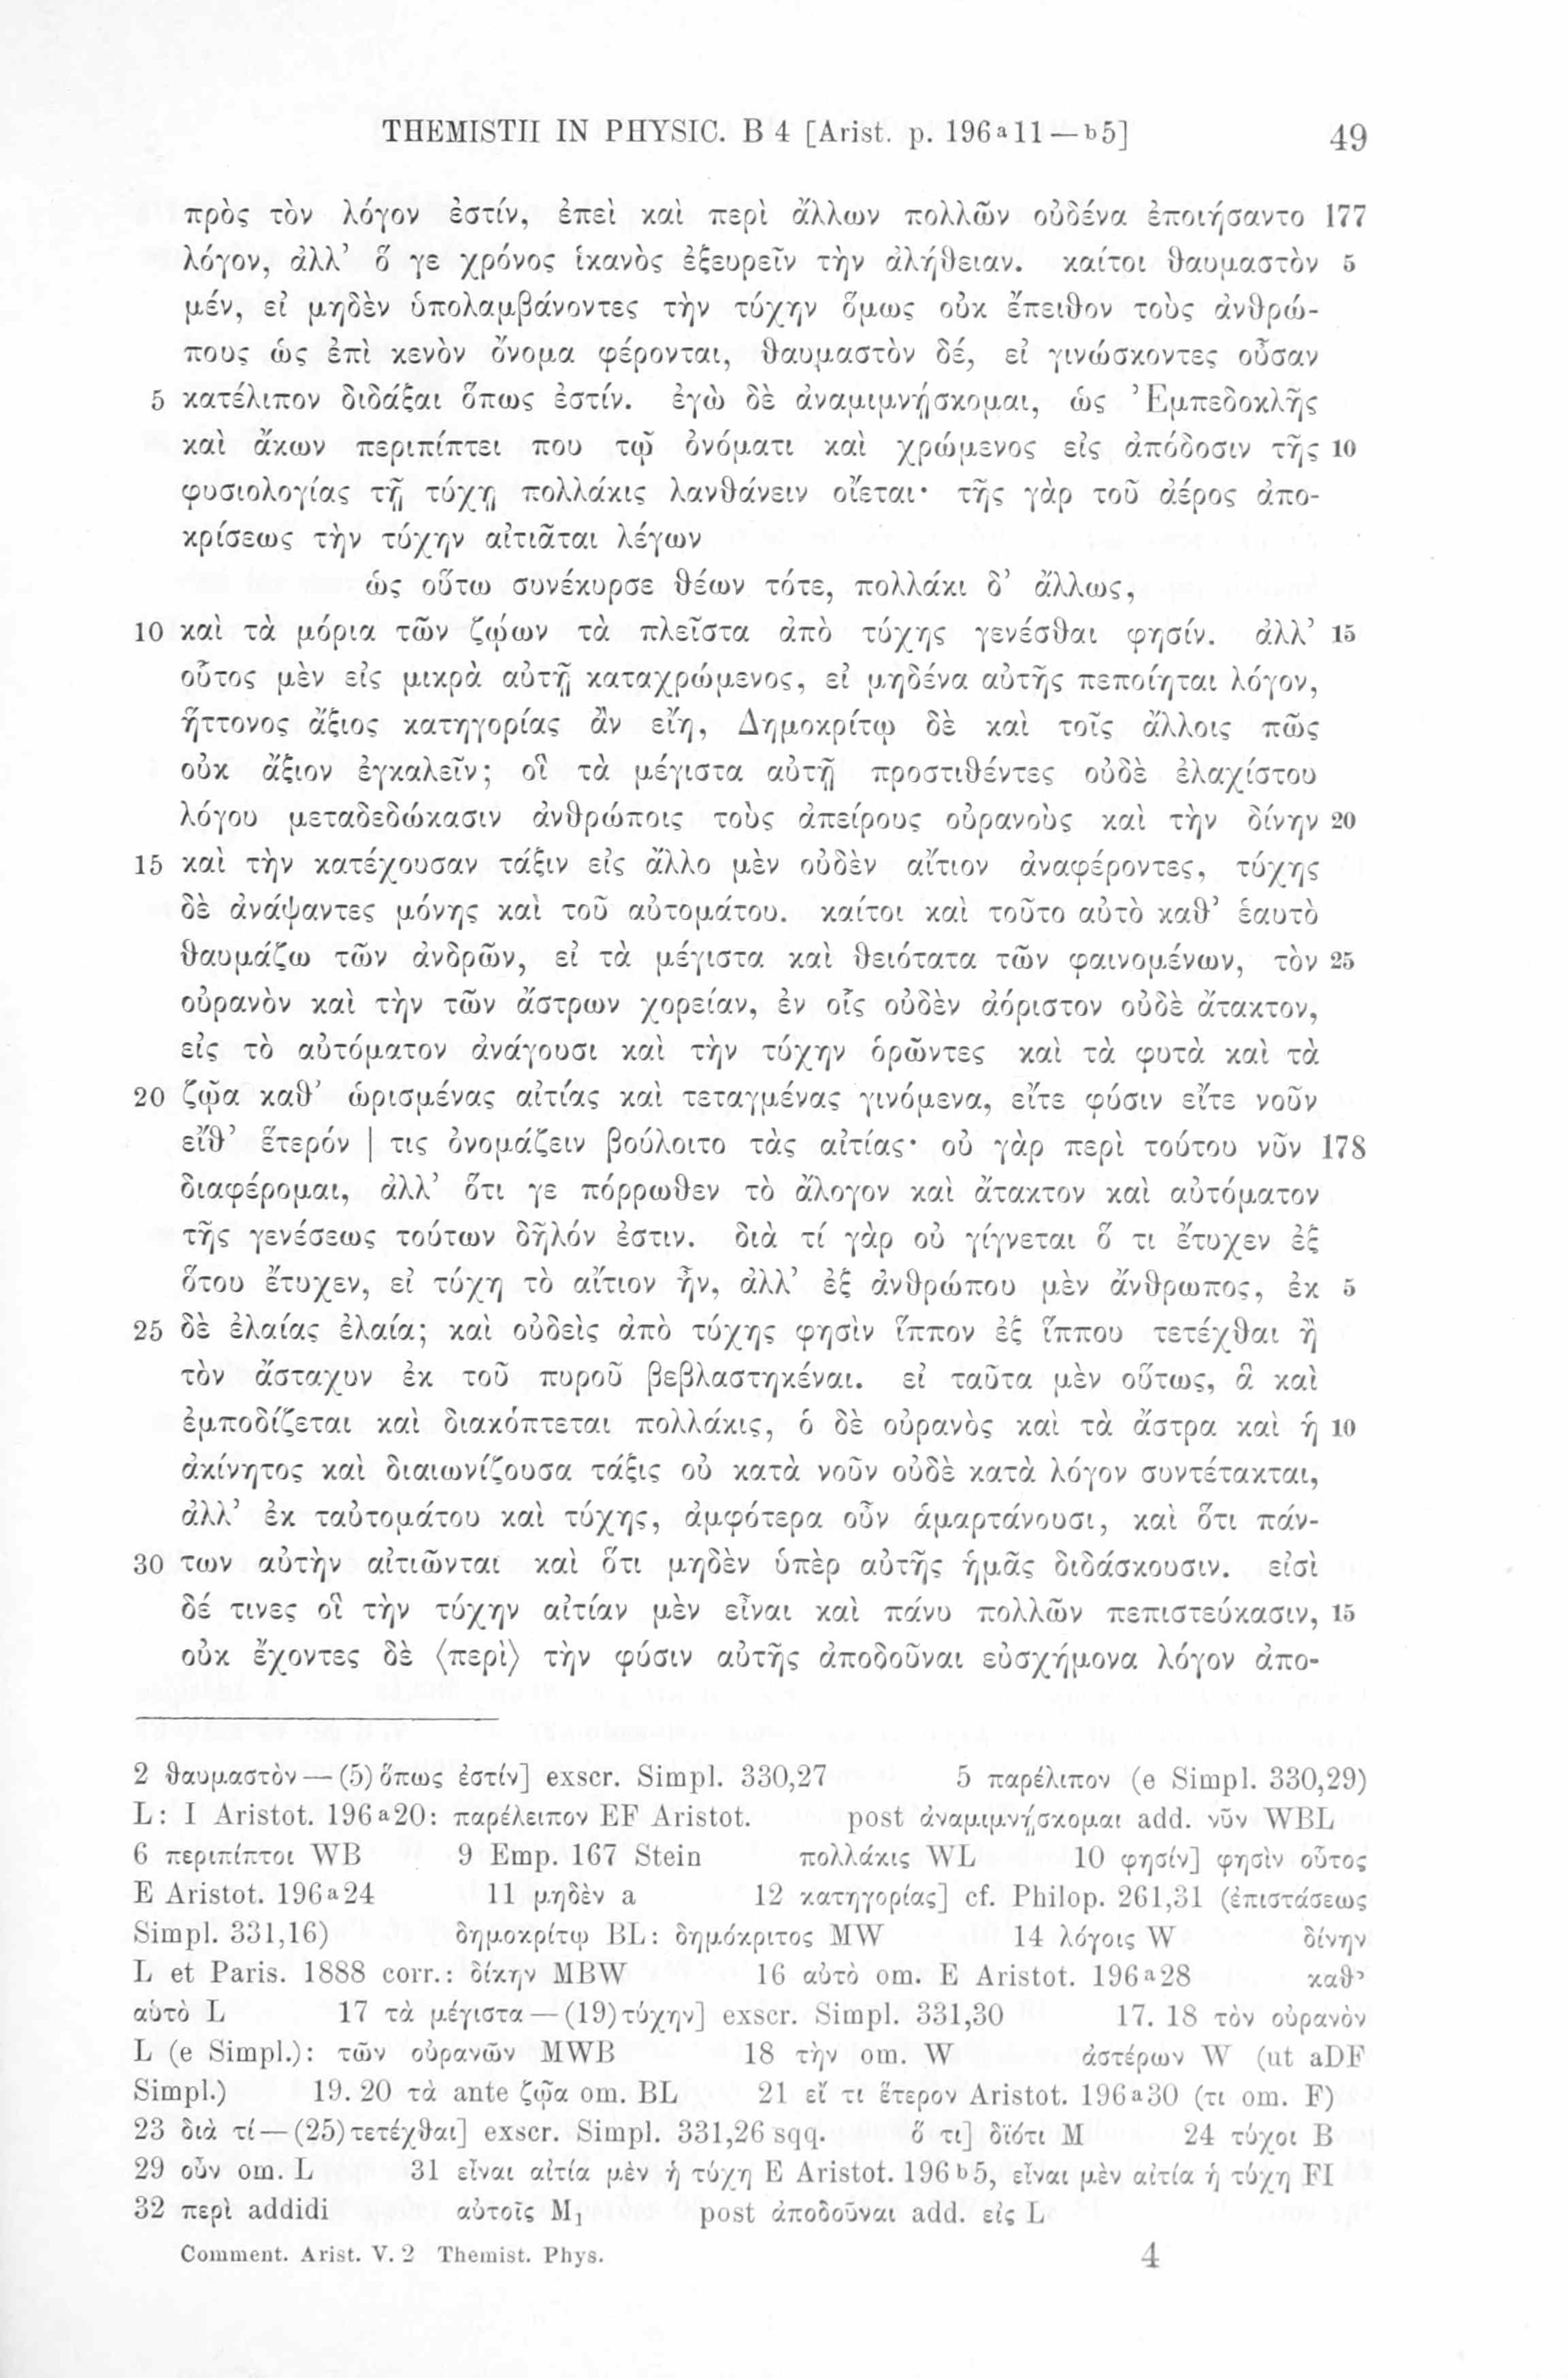 THEMISTII IN PHYSIC. B 4 [Arist. p. 196ᵃ11—ᵇ5] 49
πρὸς τὸν λόγον ἐστίν, ἐπεὶ καὶ περὶ ἄλλων πολλῶν οὐδένα ἐποιήσαντο 177
λόγον, ἀλλ’ ὅ γε χρόνος ἱκανὸς ἐξευρεῖν τὴν ἀλήθειαν. καίτοι θαυμαστὸν 5
μέν, εἰ μηδὲν ὑπολαμβάνοντες τὴν τύχην ὅμως οὐκ ἔπειθον τοὺς ἀνθρώ-
πους ὡς ἐπὶ κενὸν ὄνομα φέρονται, θαυμαστὸν δέ, εἰ γινώσκοντες οὖσαν
5 κατέλιπον διδάξαι ὅπως ἐστίν. ἐγὼ δὲ ἀναμιμνήσκομαι, ὡς Ἐμπεδοκλῆς
καὶ ἄκων περιπίπτει που τῷ ὀνόματι καὶ χρώμενος εἰς ἀπόδοσιν τῆς 10
φυσιολογίας τῇ τύχῃ πολλάκις λανθάνειν οἴεται· τῆς γὰρ τοῦ ἀέρος ἀπο-
κρίσεως τὴν τύχην αἰτιᾶται λέγων
ὡς οὕτω συνέκυρσε θέων τότε, πολλάκι δ’ ἄλλως,
10 καὶ τὰ μόρια τῶν ζῴων τὰ πλεῖστα ἀπὸ τύχης γενέσθαι φησίν. ἀλλ’ 15
οὗτος μὲν εἰς μικρὰ αὐτῇ καταχρώμενος, εἰ μηδένα αὐτῆς πεποίηται λόγον,
ἥττονος ἄξιος κατηγορίας ἂν εἴη, Δημοκρίτῳ δὲ καὶ τοῖς ἄλλοις πῶς
οὐκ ἄξιον ἐγκαλεῖν; οἳ τὰ μέγιστα αὐτῇ προστιθέντες οὐδὲ ἐλαχίστου
λόγου μεταδεδώκασιν ἀνθρώποις τοὺς ἀπείρους οὐρανοὺς καὶ τὴν δίνην 20
15 καὶ τὴν κατέχουσαν τάξιν εἰς ἄλλο μὲν οὐδὲν αἴτιον ἀναφέροντες, τύχης
δὲ ἀνάψαντες μόνης καὶ τοῦ αὐτομάτου. καίτοι καὶ τοῦτο αὐτὸ καθ’ ἑαυτὸ
θαυμάζω τῶν ἀνδρῶν, εἰ τὰ μέγιστα καὶ θειότατα τῶν φαινομένων, τὸν 25
οὐρανὸν καὶ τὴν τῶν ἄστρων χορείαν, ἐν οἷς οὐδὲν ἀόριστον οὐδὲ ἄτακτον,
εἰς τὸ αὐτόματον ἀνάγουσι καὶ τὴν τύχην ὁρῶντες καὶ τὰ φυτὰ καὶ τὰ
20 ζῷα καθ’ ὡρισμένας αἰτίας καὶ τεταγμένας γινόμενα, εἴτε φύσιν εἴτε νοῦν
εἴθ’ ἕτερόν | τις ὀνομάζειν βούλοιτο τὰς αἰτίας· οὐ γὰρ περὶ τούτου νῦν 178
διαφέρομαι, ἀλλ’ ὅτι γε πόρρωθεν τὸ ἄλογον καὶ ἄτακτον καὶ αὐτόματον
τῆς γενέσεως τούτων δῆλόν ἐστιν. διὰ τί γὰρ οὐ γίγνεται ὅ τι ἔτυχεν ἐξ
ὅτου ἔτυχεν, εἰ τύχη τὸ αἴτιον ἦν, ἀλλ’ ἐξ ἀνθρώπου μὲν ἄνθρωπος, ἐκ 5
25 δὲ ἐλαίας ἐλαία; καὶ οὐδεὶς ἀπὸ τύχης φησὶν ἵππον ἐξ ἵππου τετέχθαι ἢ
τὸν ἄσταχυν ἐκ τοῦ πυροῦ βεβλαστηκέναι. εἰ ταῦτα μὲν οὕτως, ἃ καὶ
ἐμποδίζεται καὶ διακόπτεται πολλάκις, ὁ δὲ οὐρανὸς καὶ τὰ ἄστρα καὶ ἡ 10
ἀκίνητος καὶ διαιωνίζουσα τάξις οὐ κατὰ νοῦν οὐδὲ κατὰ λόγον συντέτακται,
ἀλλ’ ἐκ ταὐτομάτου καὶ τύχης, ἀμφότερα οὖν ἁμαρτάνουσι, καὶ ὅτι πάν-
30 των αὐτὴν αἰτιῶνται καὶ ὅτι μηδὲν ὑπὲρ αὐτῆς ἡμᾶς διδάσκουσιν. εἰσὶ
δέ τινες οἳ τὴν τύχην αἰτίαν μὲν εἶναι καὶ πάνυ πολλῶν πεπιστεύκασιν, 15
οὐκ ἔχοντες δὲ ⟨περὶ⟩ τὴν φύσιν αὐτῆς ἀποδοῦναι εὐσχήμονα λόγον ἀπο-
2 θαυμαστὸν—(5) ὅπως ἐστίν] exscr. Simpl. 330,27 5 παρέλιπον (e Simpl. 330,29)
L: I Aristot. 196ᵃ20: παρέλειπον EF Aristot. post ἀναμιμνῄσκομαι add. νῦν WBL
6 περιπίπτοι WB 9 Emp. 167 Stein πολλάκις WL 10 φησίν] φησὶν οὗτος
E Aristot. 196ᵃ24 11 μηδὲν a 12 κατηγορίας] cf. Philop. 261,31 (ἐπιστάσεως
Simpl. 331,16) δημοκρίτῳ BL: δημόκριτος MW 14 λόγοις W δίνην
L et Paris. 1888 corr.: δίκην MBW 16 αὐτὸ om. E Aristot. 196ᵃ28 καθ’
αὑτὸ L 17 τὰ μέγιστα—(19) τύχην] exscr. Simpl. 331,30 17. 18 τὸν οὐρανὸν
L (e Simpl.): τῶν οὐρανῶν MWB 18 τὴν om. W ἀστέρων W (ut aDF
Simpl.) 19. 20 τὰ ante ζῷα om. BL 21 εἴ τι ἕτερον Aristot. 196ᵃ30 (τι om. F)
23 διὰ τί—(25) τετέχθαι] exscr. Simpl. 331,26 sqq. ὅ τι] διότι M 24 τύχοι B
29 οὖν om. L 31 εἶναι αἰτία μὲν ἡ τύχη E Aristot. 196ᵇ5, εἶναι μὲν αἰτία ἡ τύχη FI
32 περὶ addidi αὐτοῖς M₁ post ἀποδοῦναι add. εἰς L
Comment. Arist. V. 2 Themist. Phys. 4